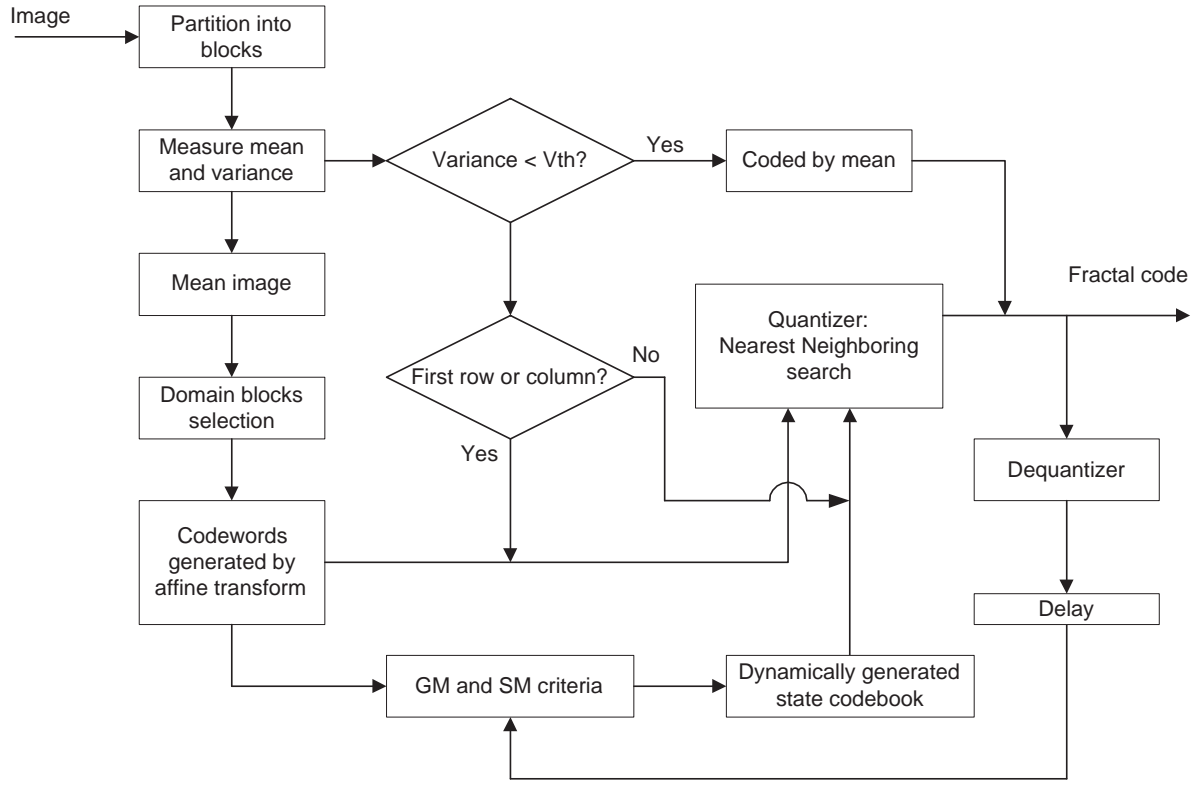 Image
Partition into
blocks
Measure mean
and variance
Variance < Vth?
Yes
Coded by mean
Mean image
Fractal code
Quantizer:
Nearest Neighboring
search
No
First row or column?
Domain blocks
selection
Yes
Dequantizer
Codewords
generated by
affine transform
Delay
GM and SM criteria
Dynamically generated
state codebook